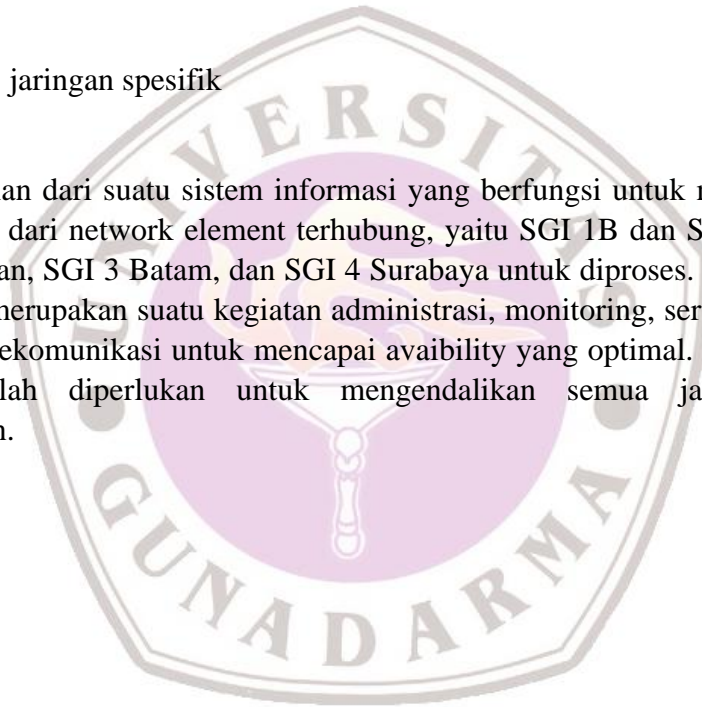 jaringan spesifik
an dari suatu sistem informasi yang berfungsi untuk
dari network element terhubung, yaitu SGI 1B dan S
an, SGI 3 Batam, dan SGI 4 Surabaya untuk diproses.
merupakan suatu kegiatan administrasi, monitoring, ser
ekomunikasi untuk mencapai avaibility yang optimal.
lah diperlukan untuk mengendalikan semua ja
UNIVERSITAS
GUNADARMA